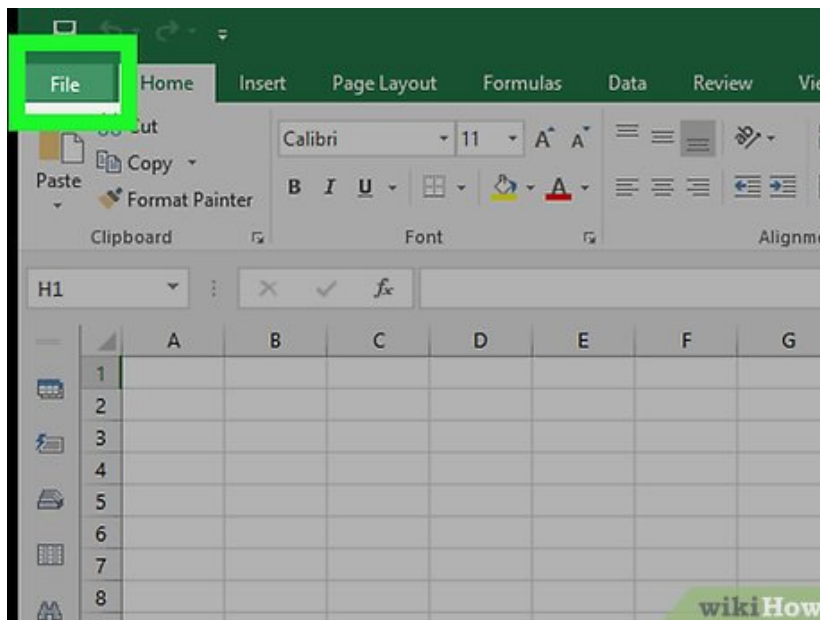 File Home Insert Page Layout Formulas Data Review
Cut
Calibri 11 A A
Copy
Paste
Format Painter
B I U A
Clipboard Font
H1 fx
A B C D E F G
1
2
3
4
5
6
7
8
wikiHow